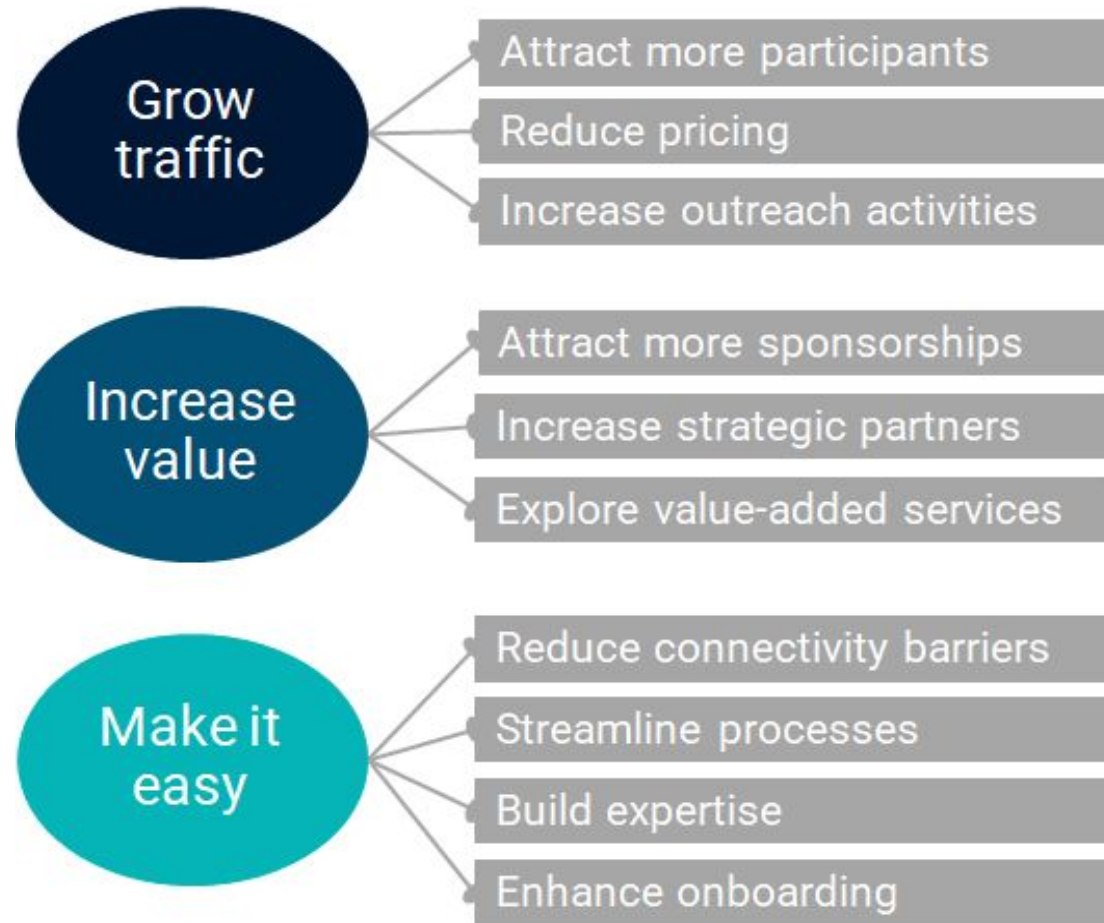 Grow
traffic
Attract more participants
Reduce pricing
Increase outreach activities
Increase
value
Attract more sponsorships
Increase strategic partners
Explore value-added services
Make it
easy
Reduce connectivity barriers
Streamline processes
Build expertise
Enhance onboarding